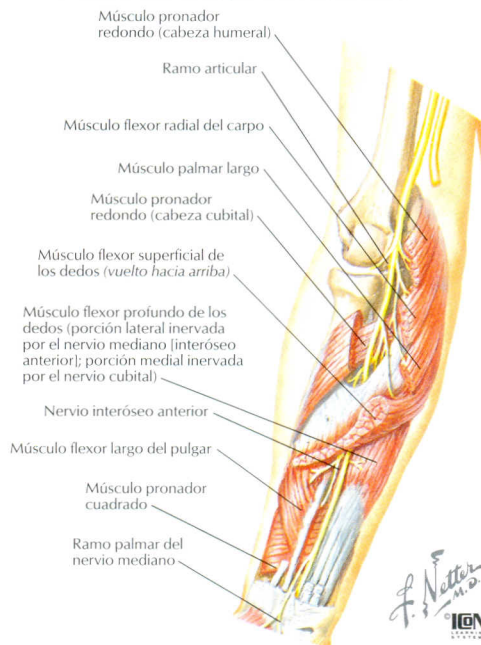 Músculo pronador
redondo (cabeza humeral)
Ramo articular
Músculo flexor radial del carpo
Músculo palmar largo
Músculo pronador
redondo (cabeza cubital)
Músculo flexor superficial de
los dedos (vuelto hacia arriba)
Músculo flexor profundo de los
dedos (porción lateral inervada
por el nervio mediano [interóseo
anterior]; porción medial inervada
por el nervio cubital)
Nervio interóseo anterior
Músculo flexor largo del pulgar
Músculo pronador
cuadrado
Ramo palmar del
nervio mediano
F. Netter
M.D.
©ICON
LEARNING
SYSTEMS